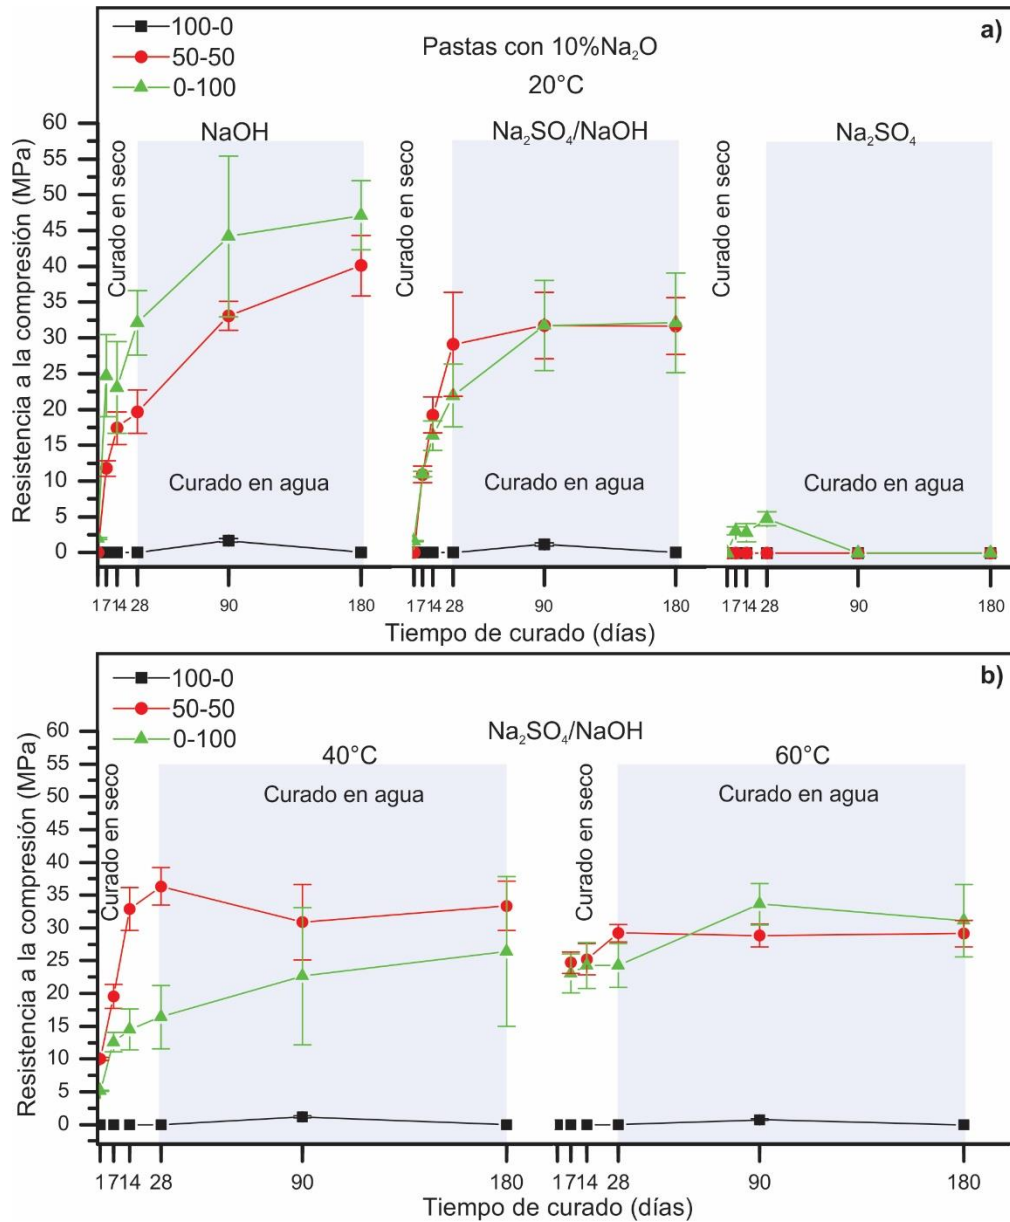 100-0
50-50
0-100
a)
Pastas con 10%Na₂O
20°C
NaOH
Na₂SO₄/NaOH
Na₂SO₄
60
55
50
45
40
35
30
25
20
15
10
5
0
Resistencia a la compresión (MPa)
Curado en seco
Curado en agua
Curado en seco
Curado en agua
Curado en seco
Curado en agua
1 7 14 28 90 180
1 7 14 28 90 180
1 7 14 28 90 180
Tiempo de curado (días)
100-0
50-50
0-100
b)
Na₂SO₄/NaOH
40°C
60°C
60
55
50
45
40
35
30
25
20
15
10
5
0
Resistencia a la compresión (MPa)
Curado en seco
Curado en agua
Curado en seco
Curado en agua
1 7 14 28 90 180
1 7 14 28 90 180
Tiempo de curado (días)